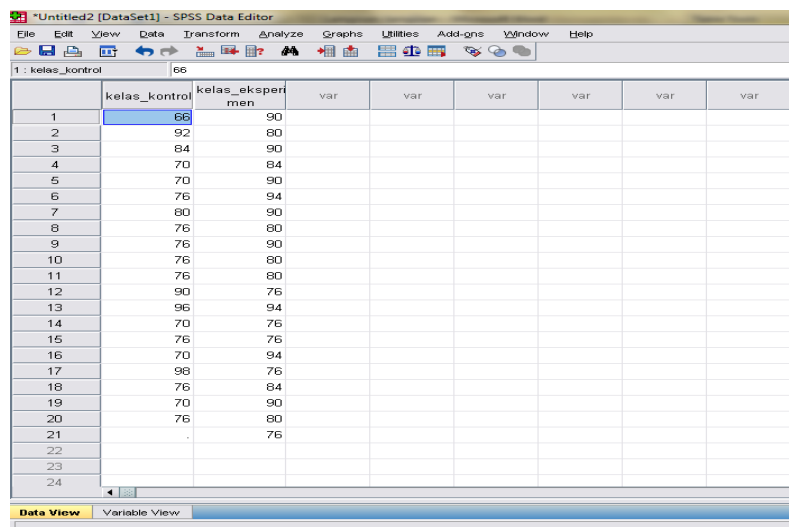 *Untitled2 [DataSet1] - SPSS Data Editor
File Edit View Data Transform Analyze Graphs Utilities Add-ons Window Help
1 : kelas_kontrol 66
kelas_kontrol kelas_eksperi
men var var var var var var
1 66 90
2 92 80
3 84 90
4 70 84
5 70 90
6 76 94
7 80 90
8 76 80
9 76 90
10 76 80
11 76 80
12 90 76
13 96 94
14 70 76
15 76 76
16 70 94
17 98 76
18 76 84
19 70 90
20 76 80
21 . 76
22
23
24
Data View Variable View